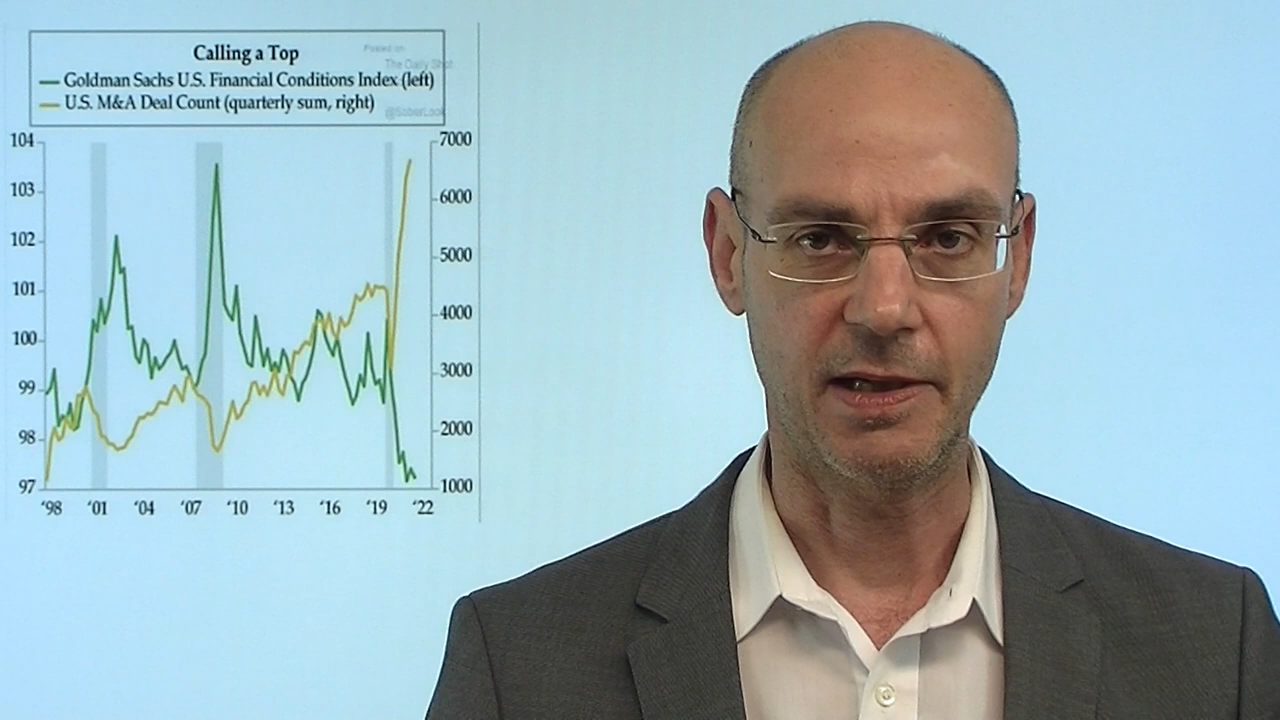 Calling a Top
Posted on
Goldman Sachs U.S. Financial Conditions Index (left)
The Daily Shot
U.S. M&A Deal Count (quarterly sum, right)
@SoberLook
104
103
102
101
100
99
98
97
7000
6000
5000
4000
3000
2000
1000
'98 '01 '04 '07 '10 '13 '16 '19 '22